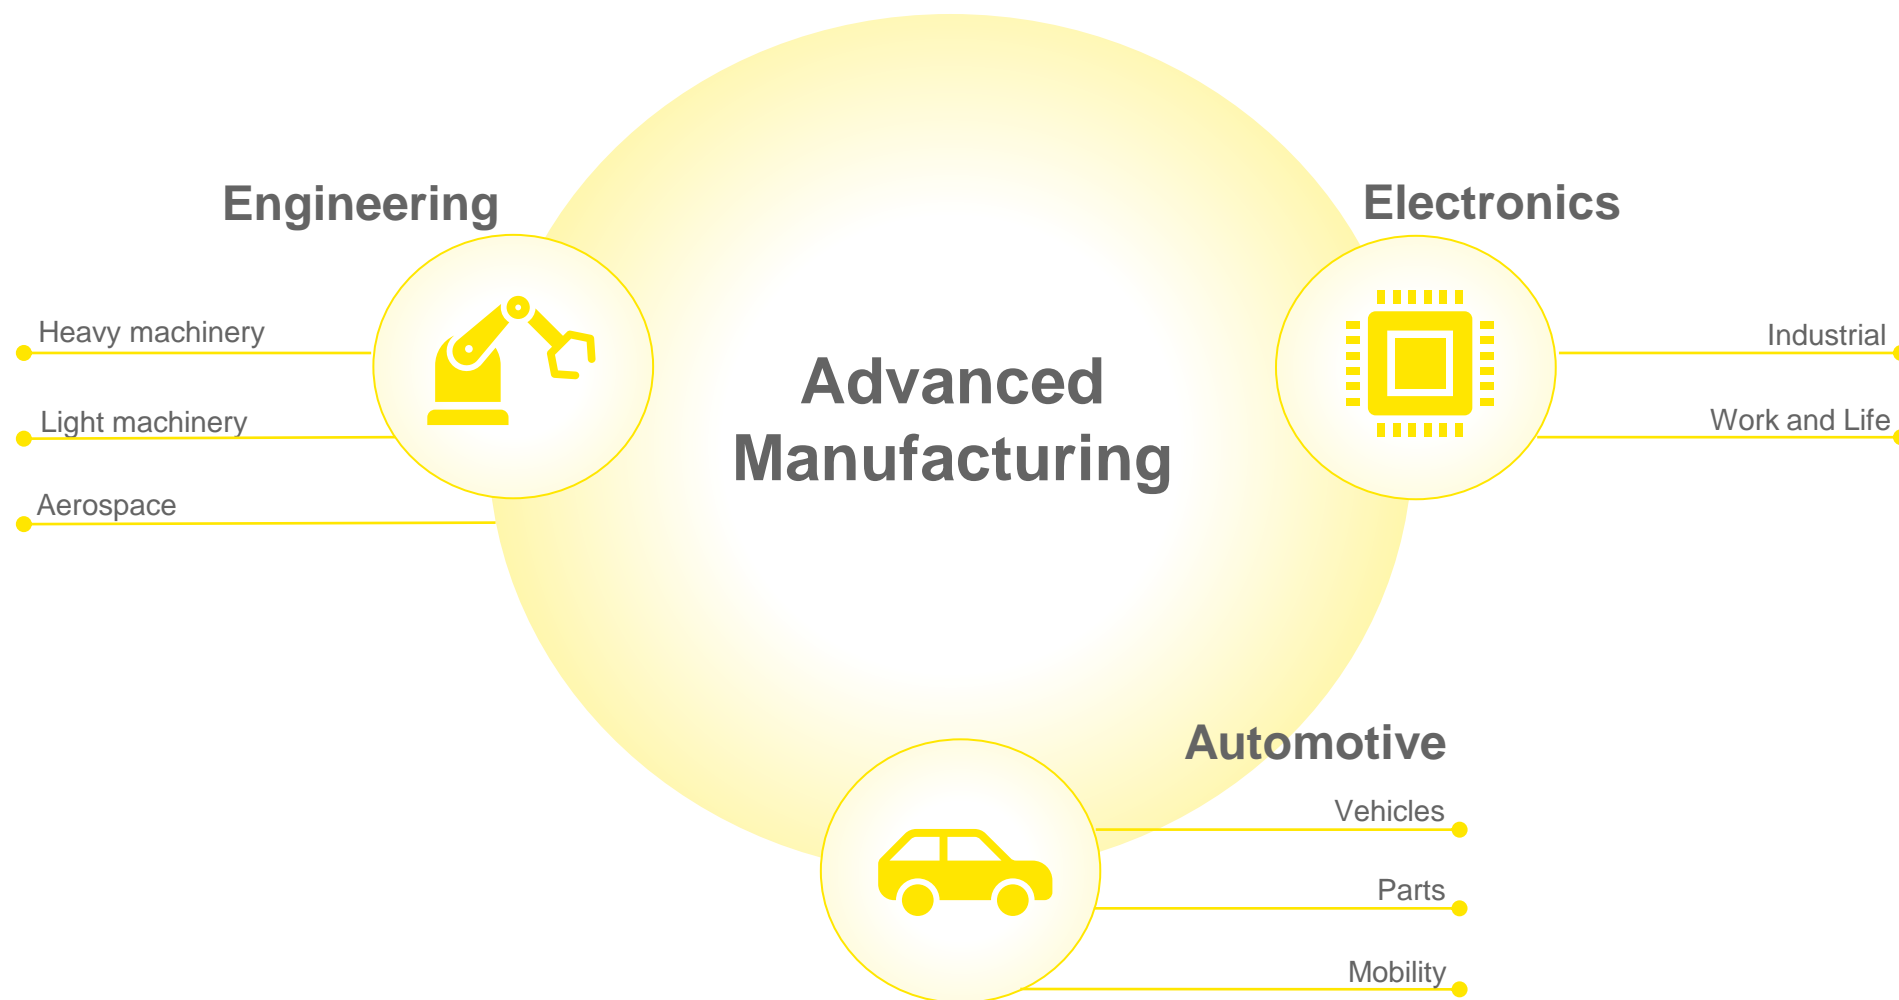 Engineering
Heavy machinery
Light machinery
Aerospace
Advanced
Manufacturing
Electronics
Industrial
Work and Life
Automotive
Vehicles
Parts
Mobility